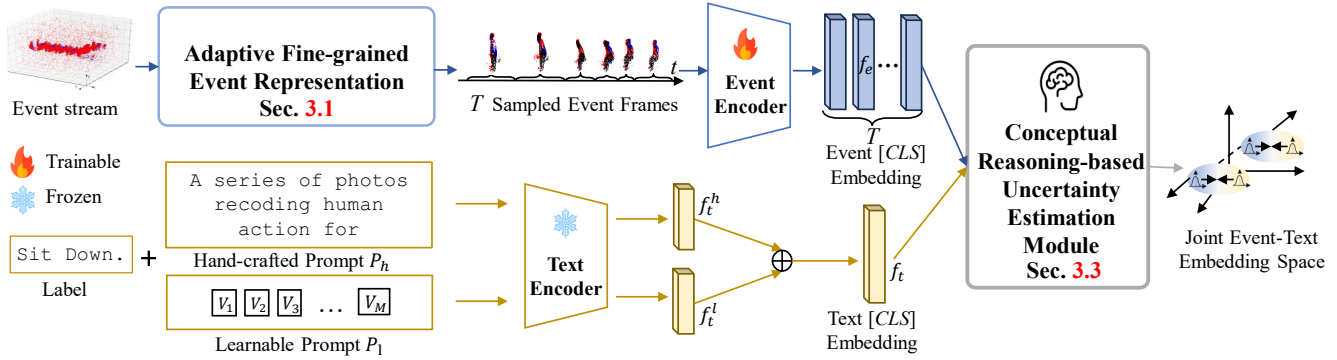 Event stream
Adaptive Fine-grained
Event Representation
Sec. 3.1
t
T Sampled Event Frames
Event
Encoder
f_e ...
T
Event [CLS]
Embedding
Trainable
Frozen
Sit Down.
Label
+
A series of photos
recoding human
action for
Hand-crafted Prompt P_h
V_1 V_2 V_3 ... V_M
Learnable Prompt P_l
Text
Encoder
f_t^h
f_t^l
f_t
Text [CLS]
Embedding
Conceptual
Reasoning-based
Uncertainty
Estimation
Module
Sec. 3.3
Joint Event-Text
Embedding Space